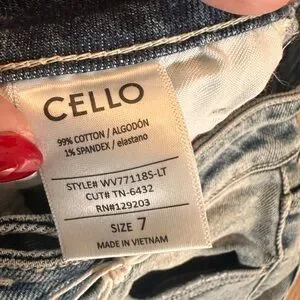 CELLO
99% COTTON / ALGODÓN
1% SPANDEX / elastano
STYLE# WV77118S-LT
CUT# TN-6432
RN#129203
SIZE 7
MADE IN VIETNAM